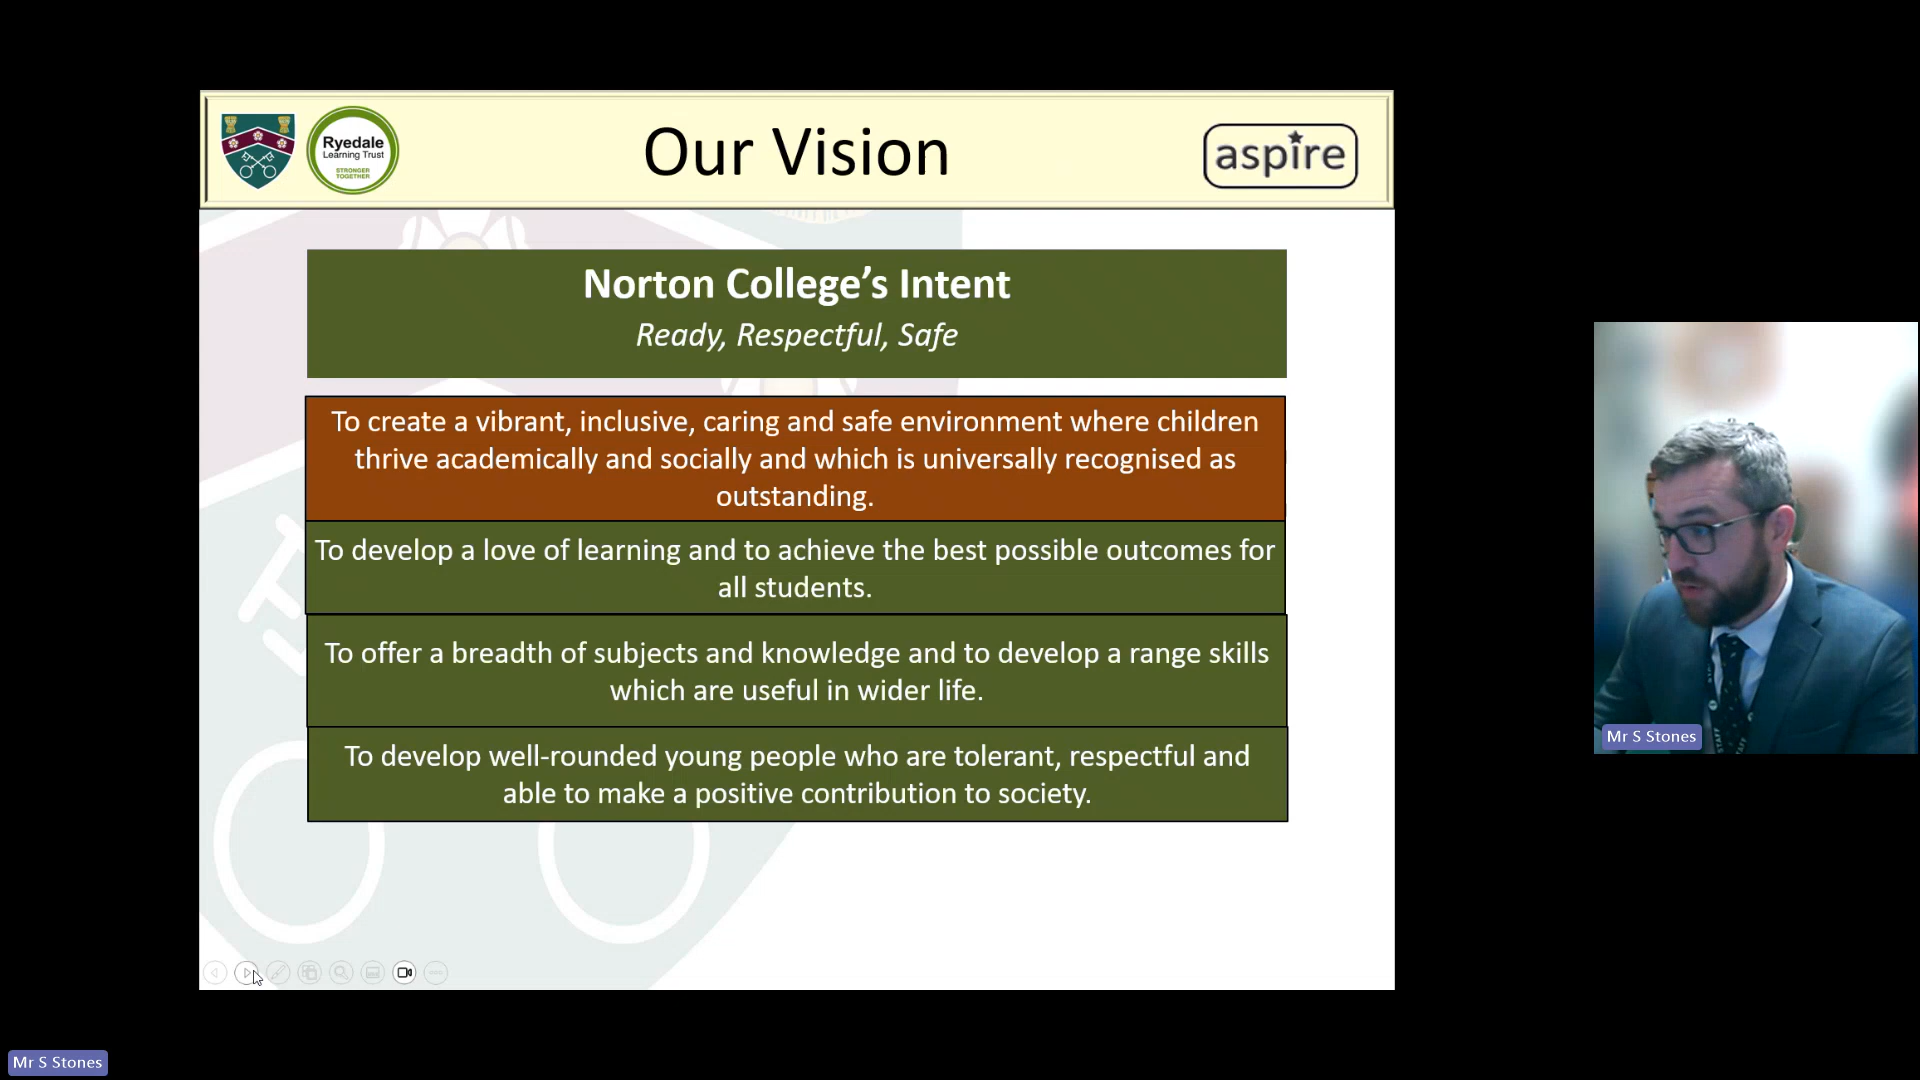 Ryedale
Learning Trust
STRONGER
TOGETHER
Our Vision
aspire
Norton College’s Intent
Ready, Respectful, Safe
To create a vibrant, inclusive, caring and safe environment where children
thrive academically and socially and which is universally recognised as
outstanding.
To develop a love of learning and to achieve the best possible outcomes for
all students.
To offer a breadth of subjects and knowledge and to develop a range skills
which are useful in wider life.
To develop well-rounded young people who are tolerant, respectful and
able to make a positive contribution to society.
Mr S Stones
Mr S Stones